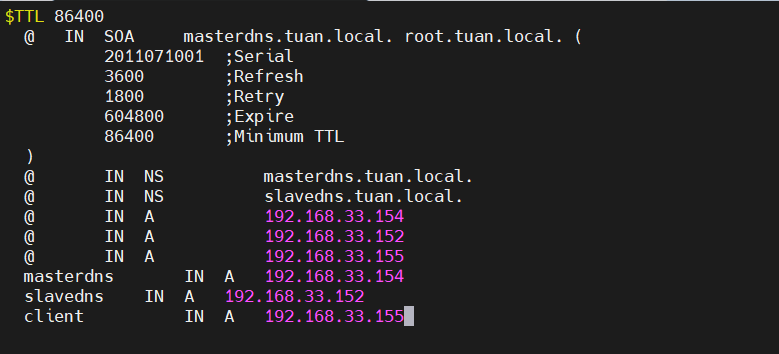 $TTL 86400
@ IN SOA masterdns.tuan.local. root.tuan.local. (
2011071001 ;Serial
3600 ;Refresh
1800 ;Retry
604800 ;Expire
86400 ;Minimum TTL
)
@ IN NS masterdns.tuan.local.
@ IN NS slavedns.tuan.local.
@ IN A 192.168.33.154
@ IN A 192.168.33.152
@ IN A 192.168.33.155
masterdns IN A 192.168.33.154
slavedns IN A 192.168.33.152
client IN A 192.168.33.155